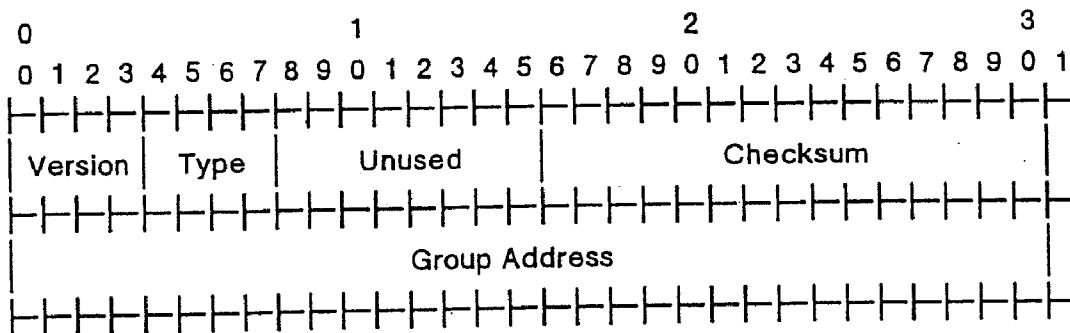 0 1 2 3
0 1 2 3 4 5 6 7 8 9 0 1 2 3 4 5 6 7 8 9 0 1 2 3 4 5 6 7 8 9 0 1
Version Type Unused Checksum
Group Address